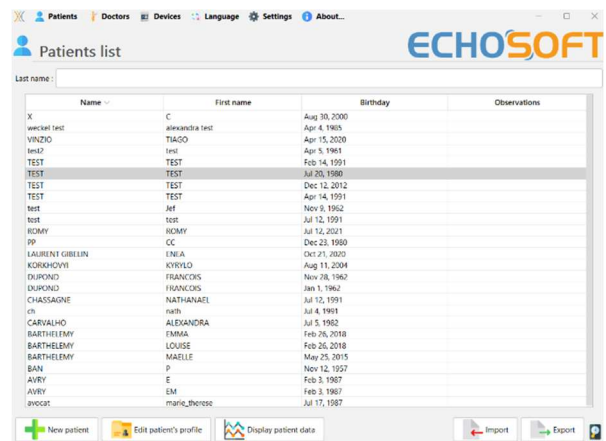 Patients Doctors Devices Language Settings About...
Patients list
ECHOSOFT
Last name :
Name First name Birthday Observations
X C Aug 30, 2000
weckel test alexandra test Apr 4, 1985
VINZIO TIAGO Apr 15, 2020
test2 test Apr 5, 1961
TEST TEST Feb 14, 1991
TEST TEST Jul 20, 1980
TEST TEST Dec 12, 2012
TEST TEST Apr 14, 1991
test Jef Nov 9, 1962
test test Jul 12, 1991
ROMY ROMY Jul 12, 2021
PP CC Dec 23, 1980
LAURENT GIBELIN ENEA Oct 21, 2020
KORKHOVYI KYRYLO Aug 11, 2004
DUPOND FRANCOIS Nov 28, 1962
DUPOND FRANCOIS Jan 1, 1962
CHASSAGNE NATHANAEL Jul 12, 1991
ch nath Jul 4, 1991
CARVALHO ALEXANDRA Jul 5, 1982
BARTHELEMY EMMA Feb 26, 2018
BARTHELEMY LOUISE Feb 26, 2018
BARTHELEMY MAELLE May 25, 2015
BAN P Nov 12, 1957
AVRY E Feb 3, 1987
AVRY EM Feb 3, 1987
avocat marie_therese Jul 17, 1987
New patient Edit patient's profile Display patient data Import Export